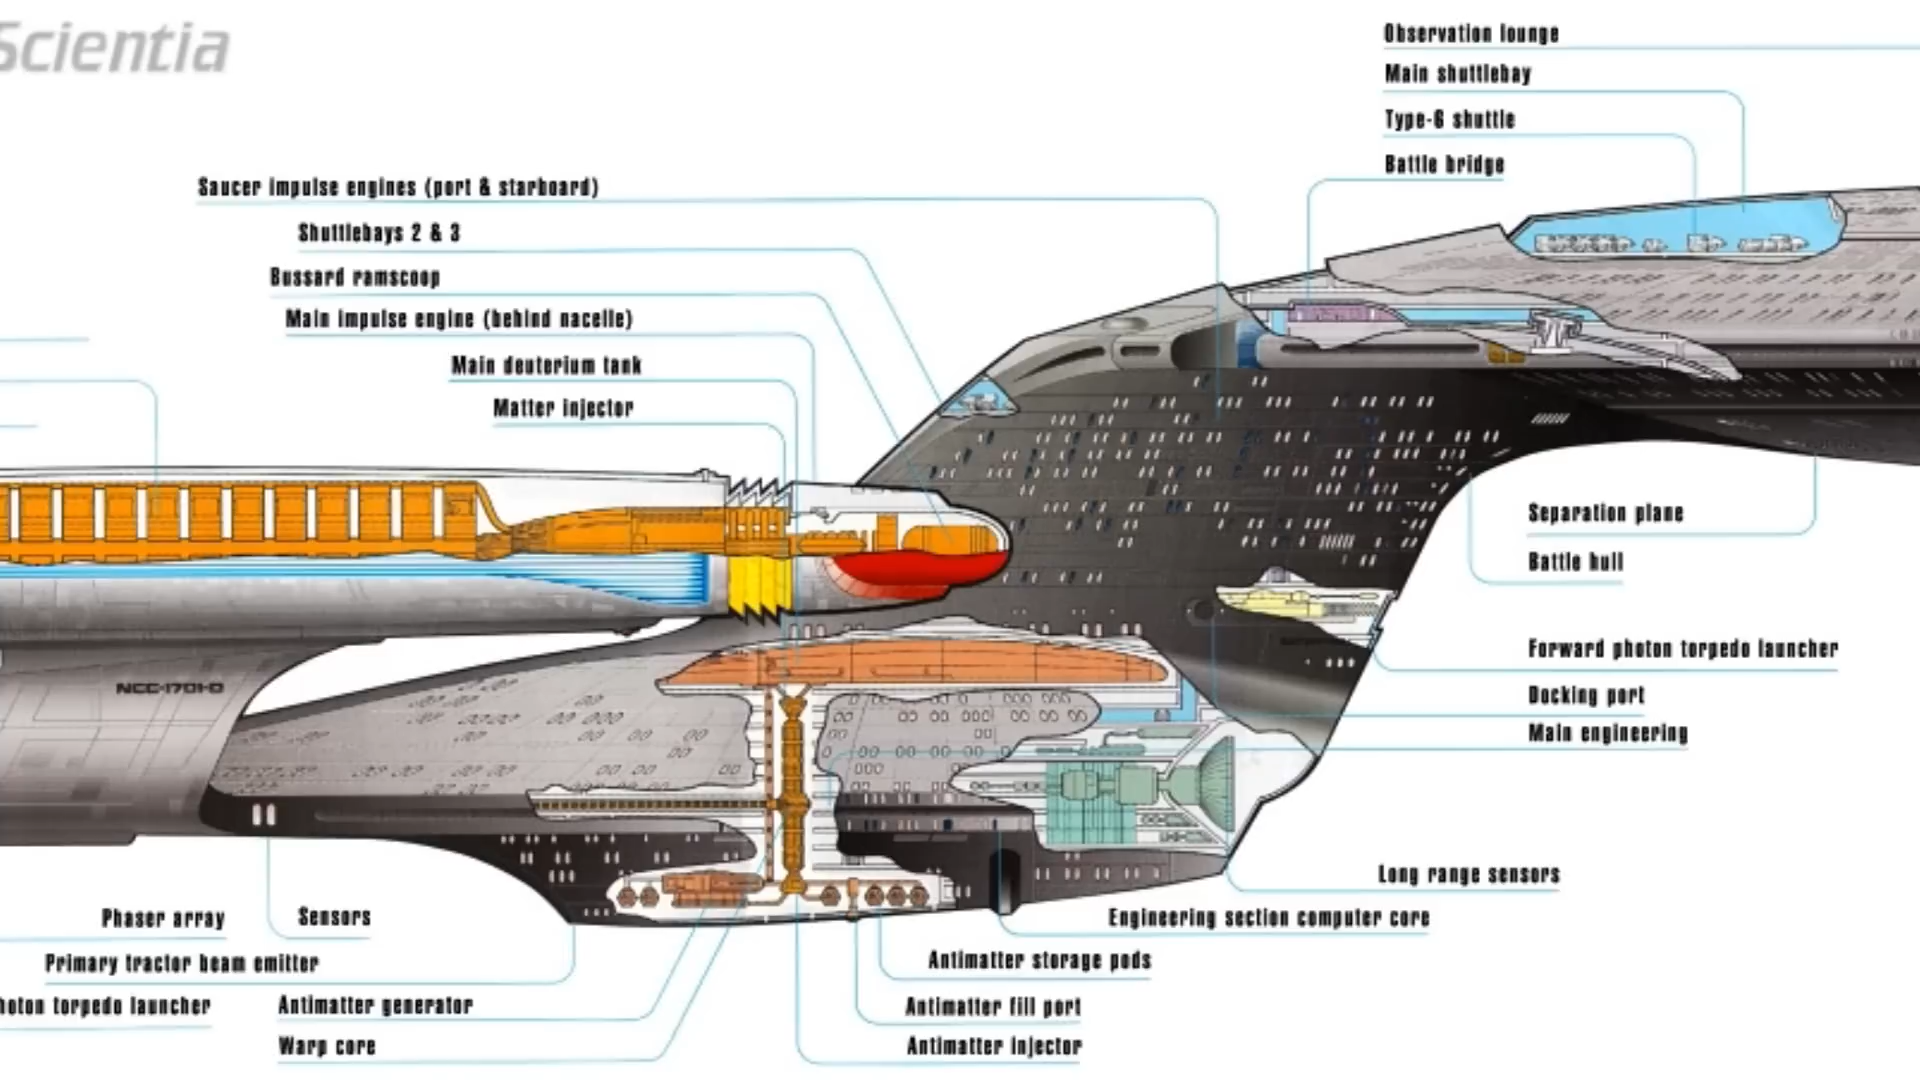 Scientia
Observation lounge
Main shuttlebay
Type-6 shuttle
Battle bridge
Saucer impulse engines (port & starboard)
Shuttlebays 2 & 3
Bussard ramscoop
Main impulse engine (behind nacelle)
Main deuterium tank
Matter injector
Separation plane
Battle hull
Forward photon torpedo launcher
Docking port
Main engineering
NCC-1701-D
Long range sensors
Engineering section computer core
Phaser array
Sensors
Primary tractor beam emitter
Antimatter storage pods
hoton torpedo launcher
Antimatter generator
Antimatter fill port
Warp core
Antimatter injector